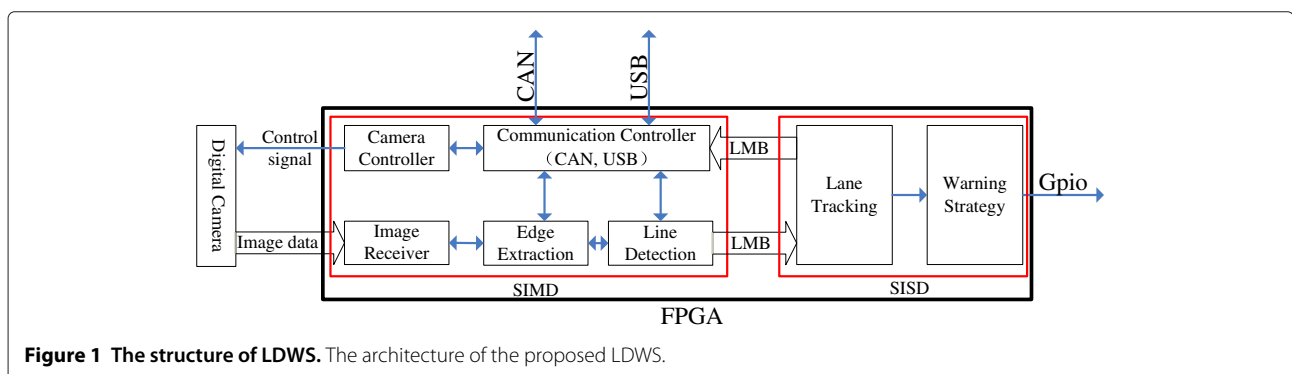 CAN
USB
Digital Camera
Control
signal
Camera
Controller
Communication Controller
（CAN, USB）
LMB
Lane
Tracking
Warning
Strategy
Gpio
Image data
Image
Receiver
Edge
Extraction
Line
Detection
LMB
SIMD
SISD
FPGA
Figure 1 The structure of LDWS. The architecture of the proposed LDWS.